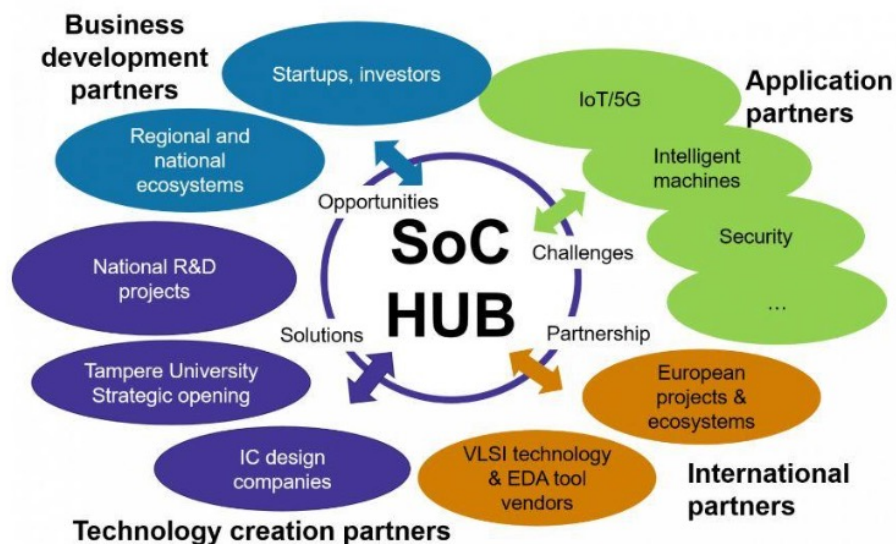 Business
development
partners
Startups, investors
Regional and
national
ecosystems
Opportunities
Application
partners
IoT/5G
Intelligent
machines
Security
...
Challenges
SoC
HUB
National R&D
projects
Tampere University
Strategic opening
IC design
companies
Solutions
Technology creation partners
Partnership
European
projects &
ecosystems
VLSI technology
& EDA tool
vendors
International
partners